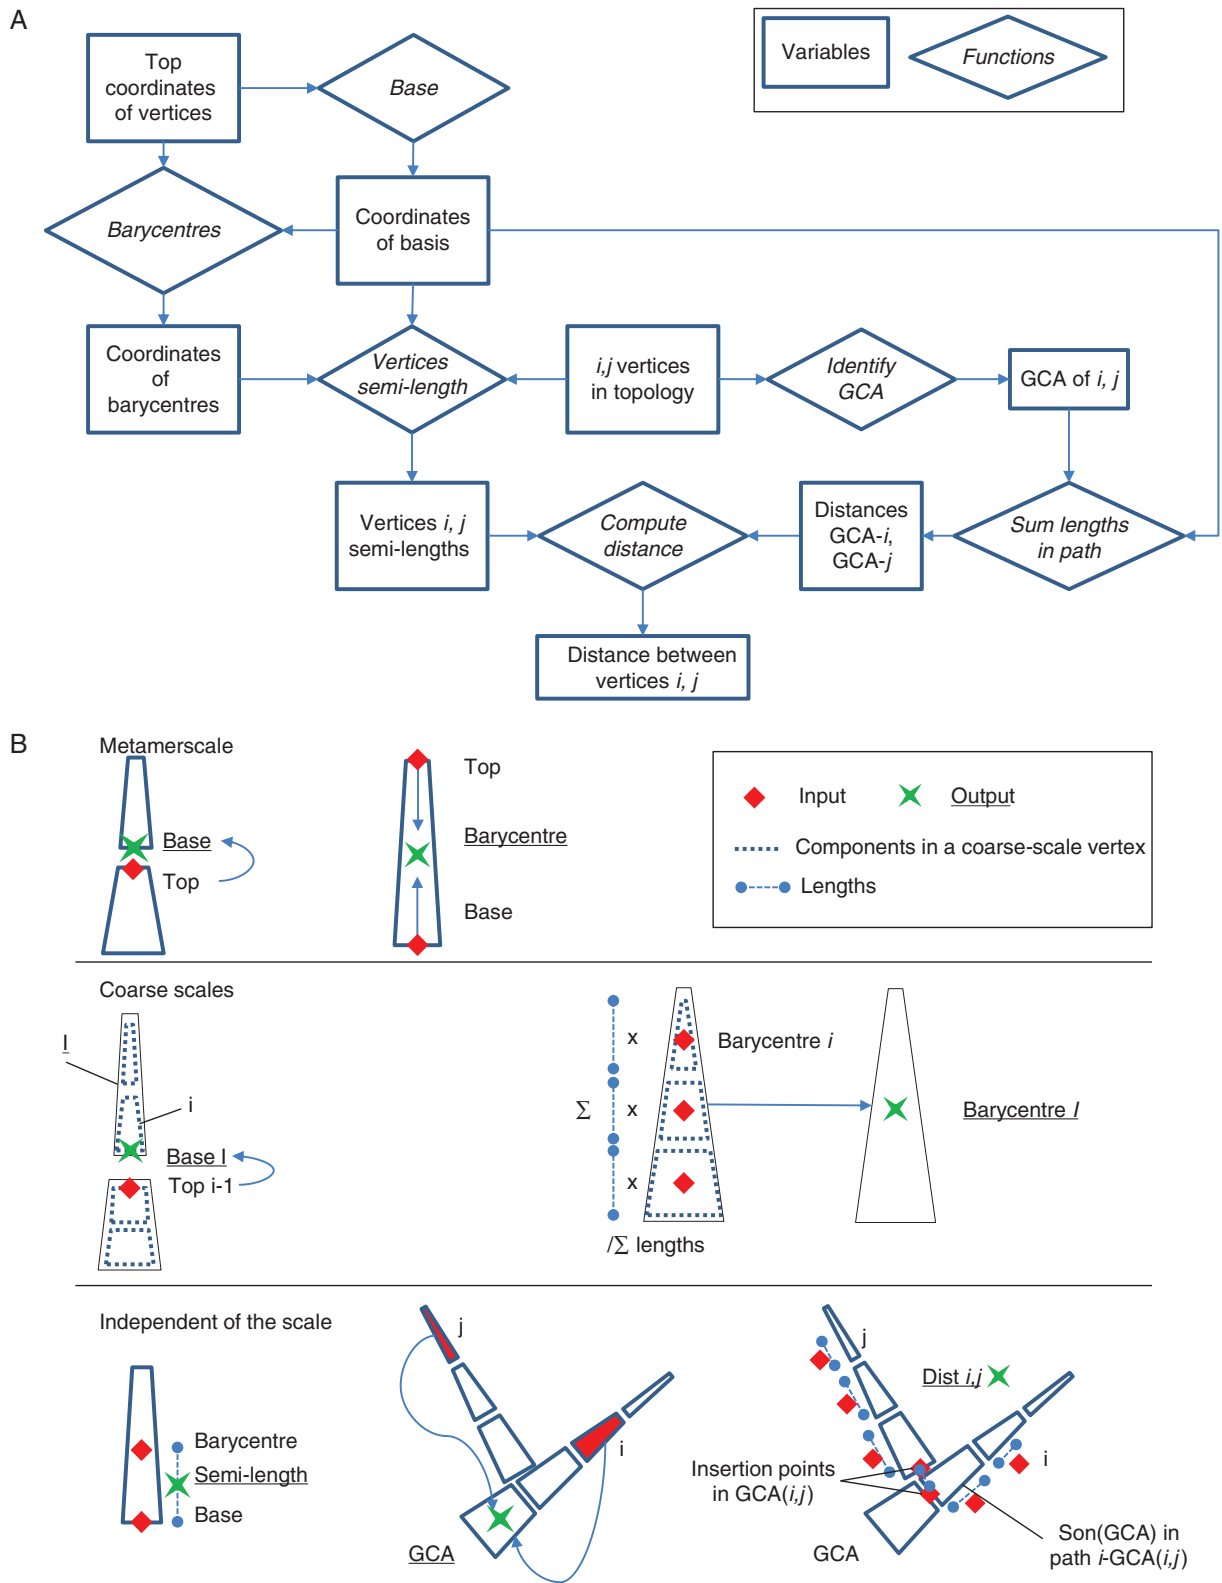 A
Top
coordinates
of vertices
Base
Variables
Functions
Barycentres
Coordinates
of basis
Coordinates
of
barycentres
Vertices
semi-length
i,j vertices
in topology
Identify
GCA
GCA of i, j
Vertices i, j
semi-lengths
Compute
distance
Distances
GCA-i,
GCA-j
Sum lengths
in path
Distance between
vertices i, j
B
Metamerscale
Base
Top
Top
Barycentre
Base
Input
Output
Components in a coarse-scale vertex
Lengths
Coarse scales
I
i
Base I
Top i-1
Σ
x
x
x
/Σ lengths
Barycentre i
Barycentre I
Independent of the scale
Barycentre
Semi-length
Base
j
i
GCA
j
Dist i,j
i
Insertion points
in GCA(i,j)
GCA
Son(GCA) in
path i-GCA(i,j)